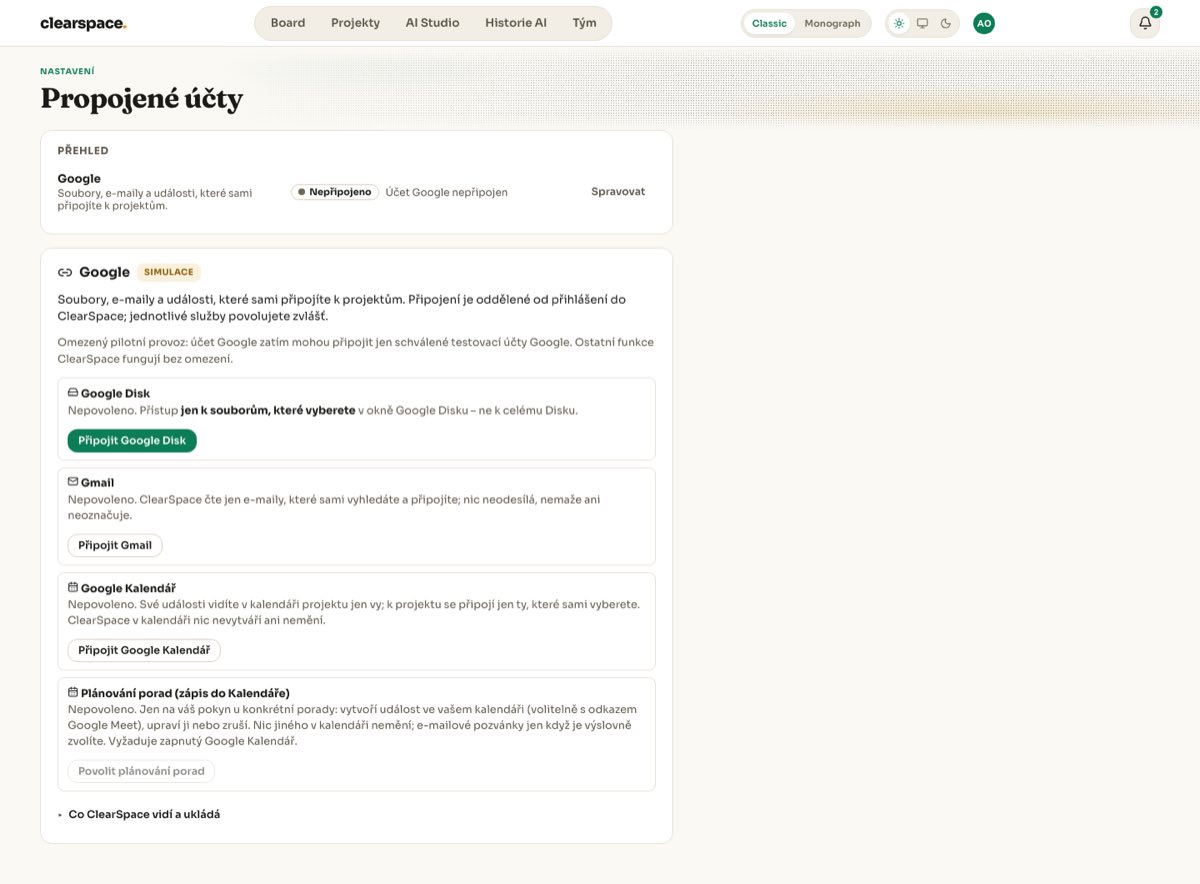 clearspace.
Board Projekty AI Studio Historie AI Tým
Classic Monograph
AO
2
NASTAVENÍ
Propojené účty
PŘEHLED
Google
Soubory, e-maily a události, které sami
připojíte k projektům.
Nepřipojeno Účet Google nepřipojen
Spravovat
Google SIMULACE
Soubory, e-maily a události, které sami připojíte k projektům. Připojení je oddělené od přihlášení do
ClearSpace; jednotlivé služby povolujete zvlášť.
Omezený pilotní provoz: účet Google zatím mohou připojit jen schválené testovací účty Google. Ostatní funkce
ClearSpace fungují bez omezení.
Google Disk
Nepovoleno. Přístup jen k souborům, které vyberete v okně Google Disku – ne k celému Disku.
Připojit Google Disk
Gmail
Nepovoleno. ClearSpace čte jen e-maily, které sami vyhledáte a připojíte; nic neodesílá, nemaže ani
neoznačuje.
Připojit Gmail
Google Kalendář
Nepovoleno. Své události vidíte v kalendáři projektu jen vy; k projektu se připojí jen ty, které sami vyberete.
ClearSpace v kalendáři nic nevytváří ani nemění.
Připojit Google Kalendář
Plánování porad (zápis do Kalendáře)
Nepovoleno. Jen na váš pokyn u konkrétní porady: vytvoří událost ve vašem kalendáři (volitelně s odkazem
Google Meet), upraví ji nebo zruší. Nic jiného v kalendáři nemění; e-mailové pozvánky jen když je výslovně
zvolíte. Vyžaduje zapnutý Google Kalendář.
Povolit plánování porad
Co ClearSpace vidí a ukládá